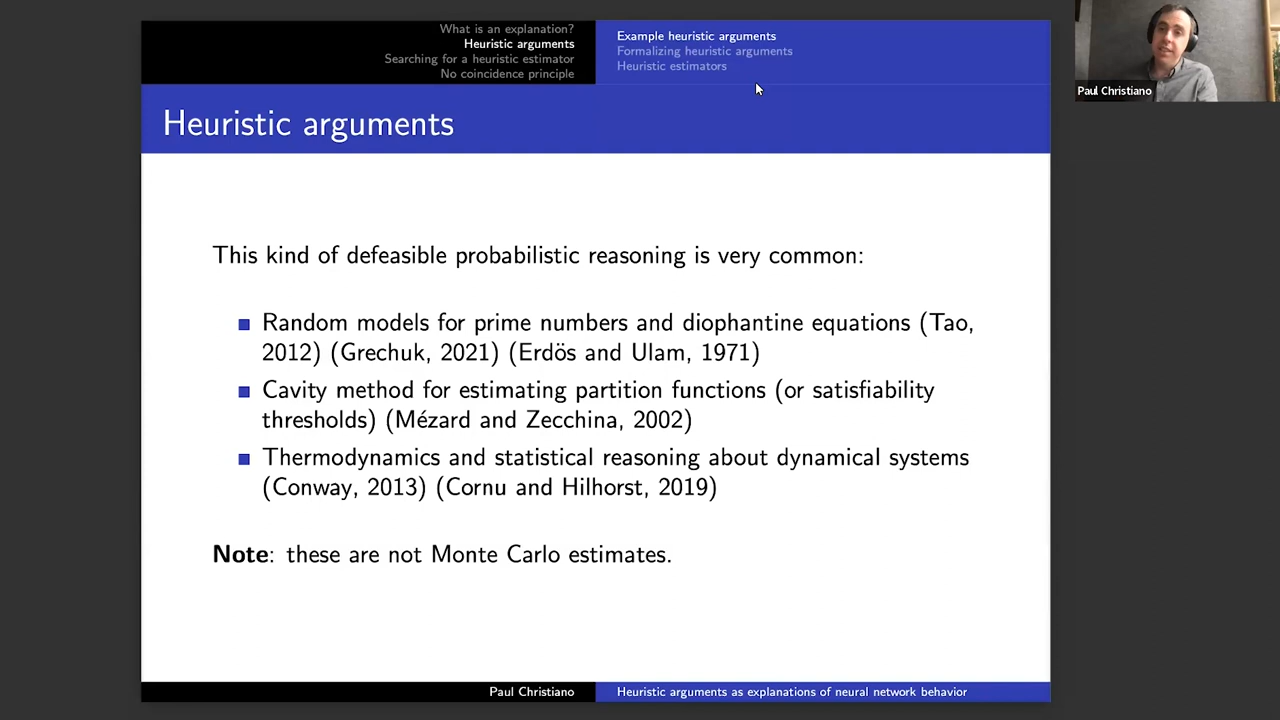 What is an explanation?
Heuristic arguments
Searching for a heuristic estimator
No coincidence principle
Example heuristic arguments
Formalizing heuristic arguments
Heuristic estimators
Paul Christiano
Heuristic arguments
This kind of defeasible probabilistic reasoning is very common:
Random models for prime numbers and diophantine equations (Tao,
2012) (Grechuk, 2021) (Erdös and Ulam, 1971)
Cavity method for estimating partition functions (or satisfiability
thresholds) (Mézard and Zecchina, 2002)
Thermodynamics and statistical reasoning about dynamical systems
(Conway, 2013) (Cornu and Hilhorst, 2019)
Note: these are not Monte Carlo estimates.
Paul Christiano
Heuristic arguments as explanations of neural network behavior